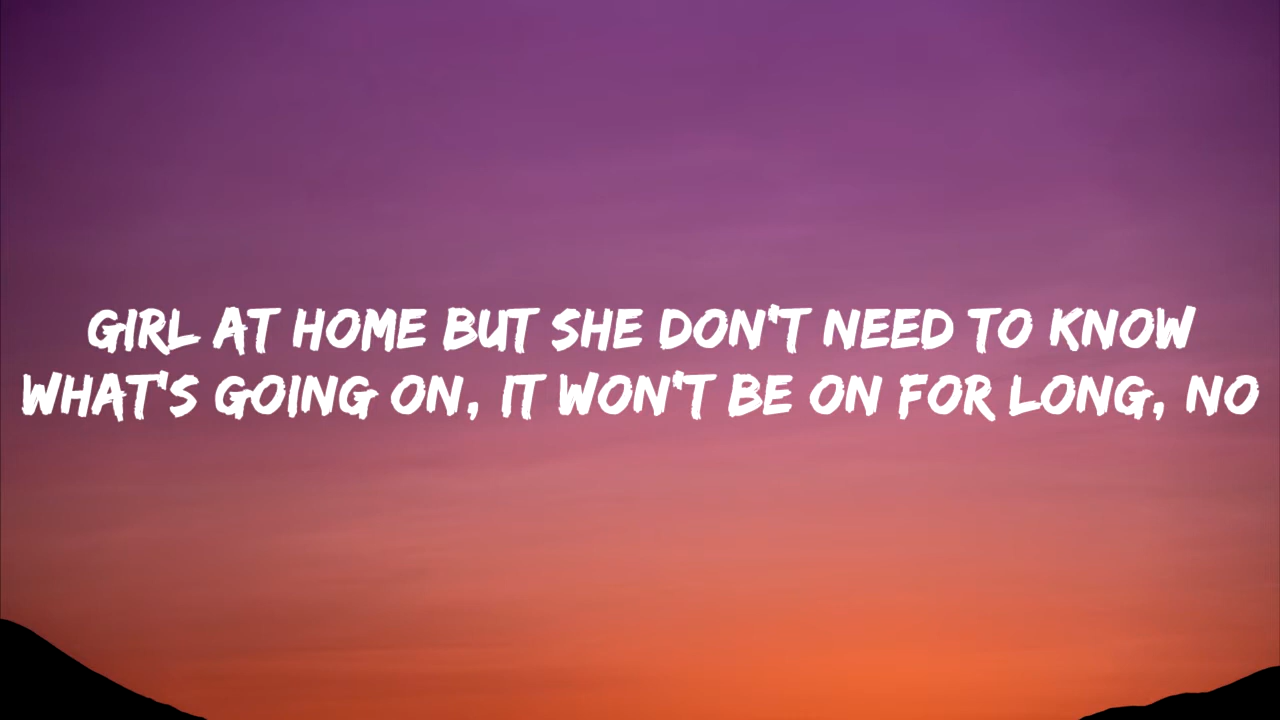 GIRL AT HOME BUT SHE DON'T NEED TO KNOW
WHAT'S GOING ON, IT WON'T BE ON FOR LONG, NO